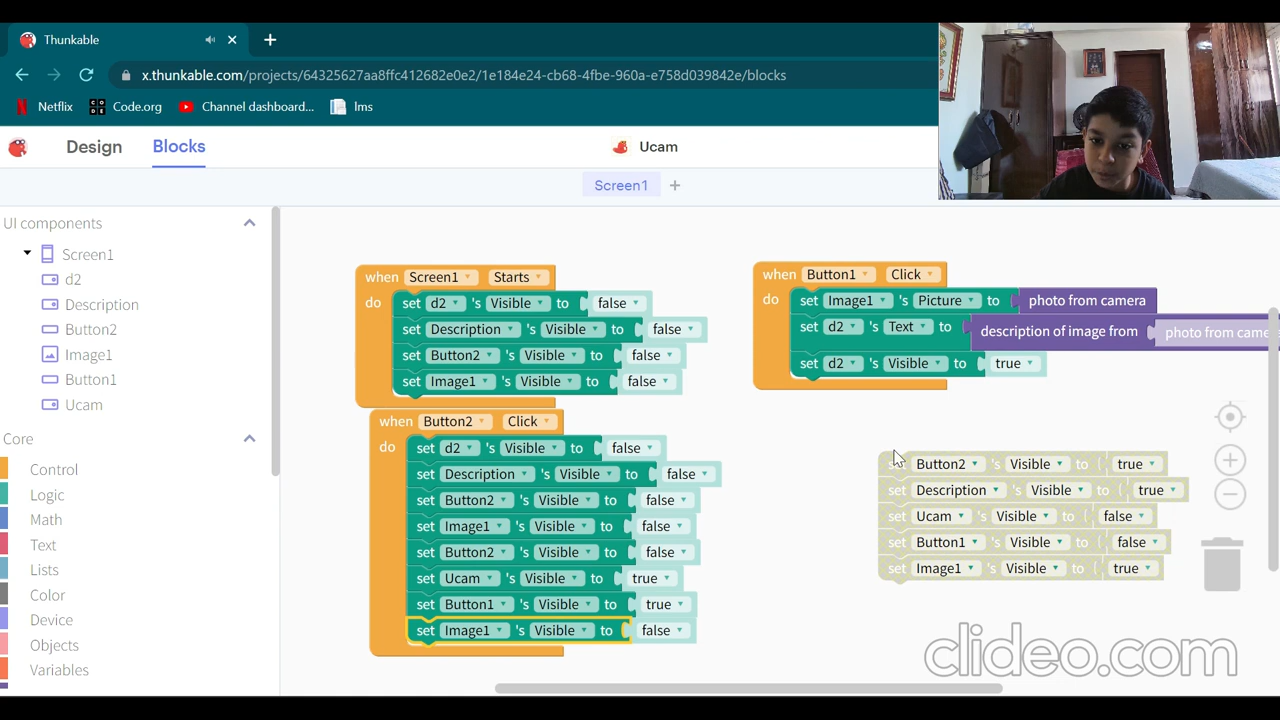 Thunkable
x.thunkable.com/projects/64325627aa8ffc412682e0e2/1e184e24-cb68-4fbe-960a-e758d039842e/blocks
Netflix Code.org Channel dashboard... lms
Design Blocks Ucam
Screen1 +
UI components
Screen1
d2
Description
Button2
Image1
Button1
Ucam
Core
Control
Logic
Math
Text
Lists
Color
Device
Objects
Variables
when Screen1 Starts
do set d2 's Visible to false
set Description 's Visible to false
set Button2 's Visible to false
set Image1 's Visible to false
when Button2 Click
do set d2 's Visible to false
set Description 's Visible to false
set Button2 's Visible to false
set Image1 's Visible to false
set Button2 's Visible to false
set Ucam 's Visible to true
set Button1 's Visible to true
set Image1 's Visible to false
when Button1 Click
do set Image1 's Picture to photo from camera
set d2 's Text to description of image from photo from came
set d2 's Visible to true
set Button2 's Visible to true
set Description 's Visible to true
set Ucam 's Visible to false
set Button1 's Visible to false
set Image1 's Visible to true
clideo.com